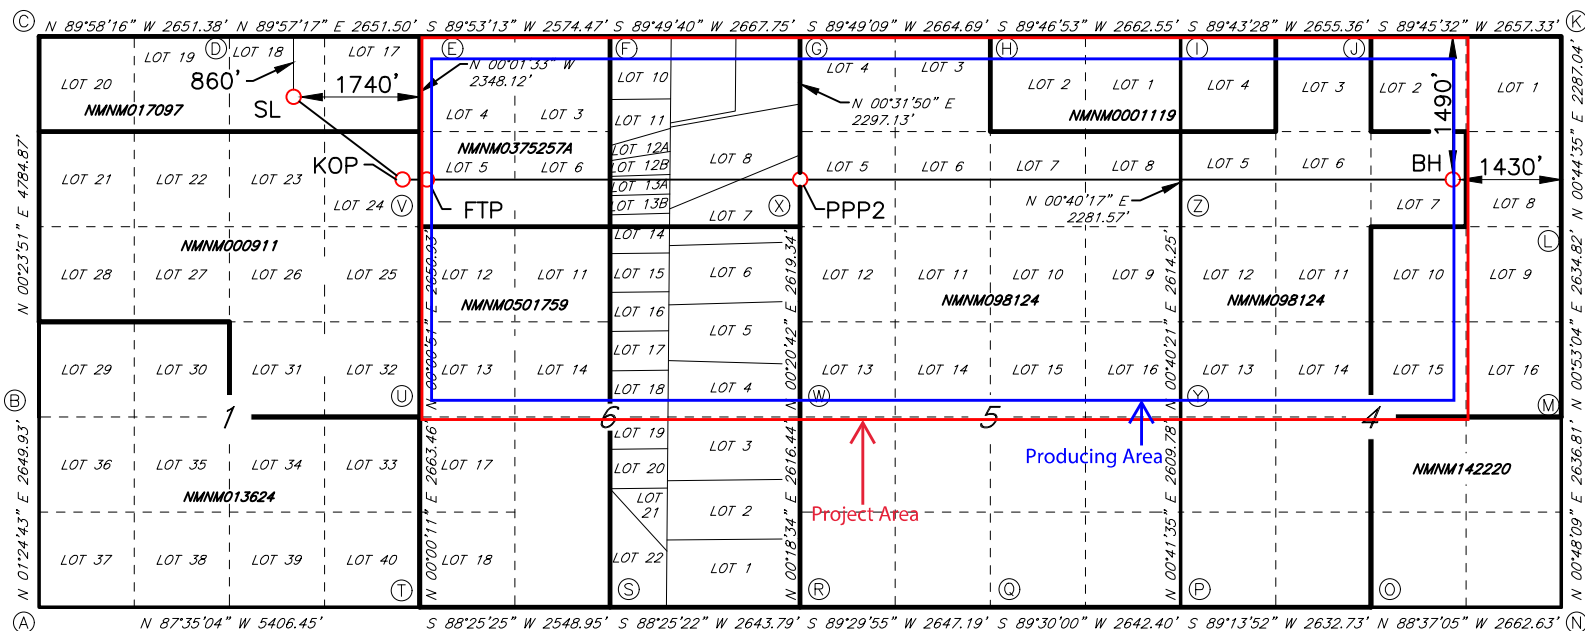 C N 89°58'16" W 2651.38' N 89°57'17" E 2651.50' S 89°53'13" W 2574.47' S 89°49'40" W 2667.75' S 89°49'09" W 2664.69' S 89°46'53" W 2662.55' S 89°43'28" W 2655.36' S 89°45'32" W 2657.33' K
D E F G H I J
LOT 20 LOT 19 LOT 18 LOT 17
860' 1740'
SL
NMNM017097
N 00°01'33" W
2348.12'
LOT 4 LOT 3
NMNM0375257A
LOT 5 LOT 6
LOT 10
LOT 11
LOT 12A
LOT 12B
LOT 13A
LOT 13B
LOT 8
LOT 7
LOT 4 LOT 3 LOT 2 LOT 1 LOT 4 LOT 3 LOT 2 LOT 1
N 00°31'50" E
2297.13'
NMNM0001119
1490'
N 00°44'35" E 2287.04'
LOT 5 LOT 6 LOT 7 LOT 8 LOT 5 LOT 6
BH 1430'
LOT 7 LOT 8
KOP
FTP
PPP2
N 00°40'17" E
2281.57'
LOT 21 LOT 22 LOT 23
LOT 24
V X Z L
N 00°23'51" E 4784.87'
NMNM000911
LOT 28 LOT 27 LOT 26 LOT 25
N 00°00'51" E 2650.93'
LOT 12 LOT 11
NMNM0501759
LOT 14
LOT 15
LOT 16
LOT 17
LOT 18
LOT 6
LOT 5
LOT 4
N 00°20'42" E 2619.34'
LOT 12 LOT 11 LOT 10 LOT 9
NMNM098124
N 00°40'21" E 2614.25'
LOT 12 LOT 11 LOT 10 LOT 9
NMNM098124
N 00°53'04" E 2634.82'
LOT 29 LOT 30 LOT 31 LOT 32
LOT 13 LOT 14
LOT 13 LOT 14 LOT 15 LOT 16 LOT 13 LOT 14 LOT 15 LOT 16
B U W Y M
1 6 5 4
N 01°24'43" E 2649.93'
LOT 36 LOT 35 LOT 34 LOT 33
NMNM013624
LOT 37 LOT 38 LOT 39 LOT 40
N 00°00'11" E 2663.46'
LOT 17
LOT 18
LOT 19
LOT 20
LOT
21
LOT 22
LOT 3
LOT 2
LOT 1
N 00°18'34" E 2616.44'
Project Area
Producing Area
N 00°41'35" E 2609.78'
NMNM142220
N 00°48'09" E 2636.81'
T S R Q P O
A N 87°35'04" W 5406.45' S 88°25'25" W 2548.95' S 88°25'22" W 2643.79' S 89°29'55" W 2647.19' S 89°30'00" W 2642.40' S 89°13'52" W 2632.73' N 88°37'05" W 2662.63' N